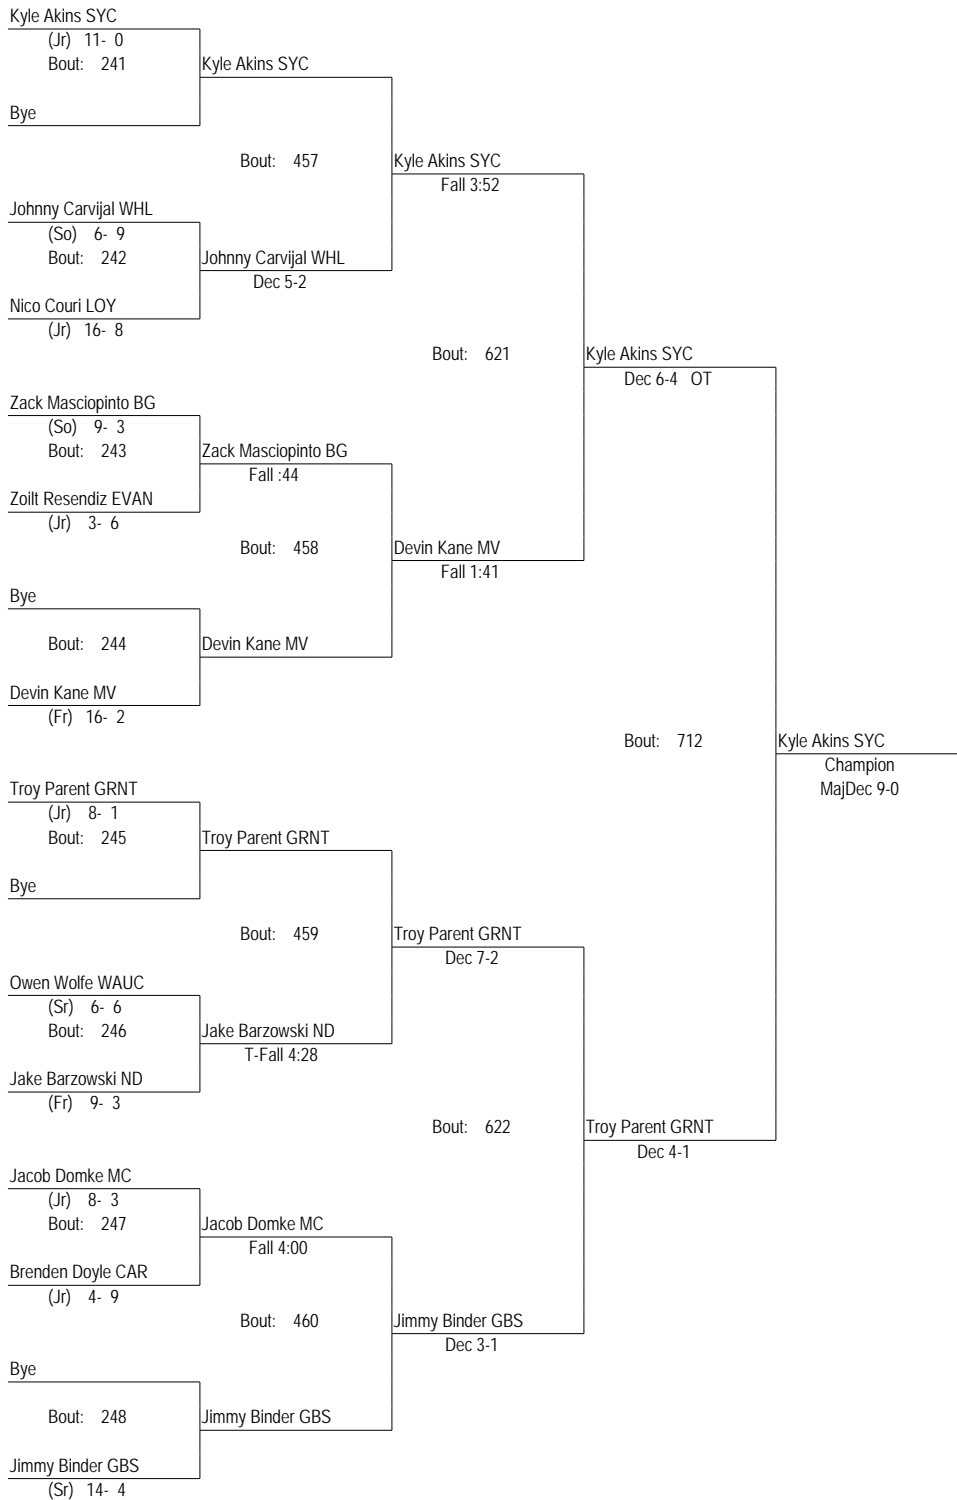 Kyle Akins SYC
(Jr) 11- 0
Bout: 241
Kyle Akins SYC
Bye
Bout: 457
Kyle Akins SYC
Fall 3:52
Johnny Carvijal WHL
(So) 6- 9
Bout: 242
Johnny Carvijal WHL
Dec 5-2
Nico Couri LOY
(Jr) 16- 8
Bout: 621
Kyle Akins SYC
Dec 6-4 OT
Zack Masciopinto BG
(So) 9- 3
Bout: 243
Zack Masciopinto BG
Fall :44
Zoilt Resendiz EVAN
(Jr) 3- 6
Bout: 458
Devin Kane MV
Fall 1:41
Bye
Bout: 244
Devin Kane MV
Devin Kane MV
(Fr) 16- 2
Bout: 712
Kyle Akins SYC
Champion
MajDec 9-0
Troy Parent GRNT
(Jr) 8- 1
Bout: 245
Troy Parent GRNT
Bye
Bout: 459
Troy Parent GRNT
Dec 7-2
Owen Wolfe WAUC
(Sr) 6- 6
Bout: 246
Jake Barzowski ND
T-Fall 4:28
Jake Barzowski ND
(Fr) 9- 3
Bout: 622
Troy Parent GRNT
Dec 4-1
Jacob Domke MC
(Jr) 8- 3
Bout: 247
Jacob Domke MC
Fall 4:00
Brenden Doyle CAR
(Jr) 4- 9
Bout: 460
Jimmy Binder GBS
Dec 3-1
Bye
Bout: 248
Jimmy Binder GBS
Jimmy Binder GBS
(Sr) 14- 4